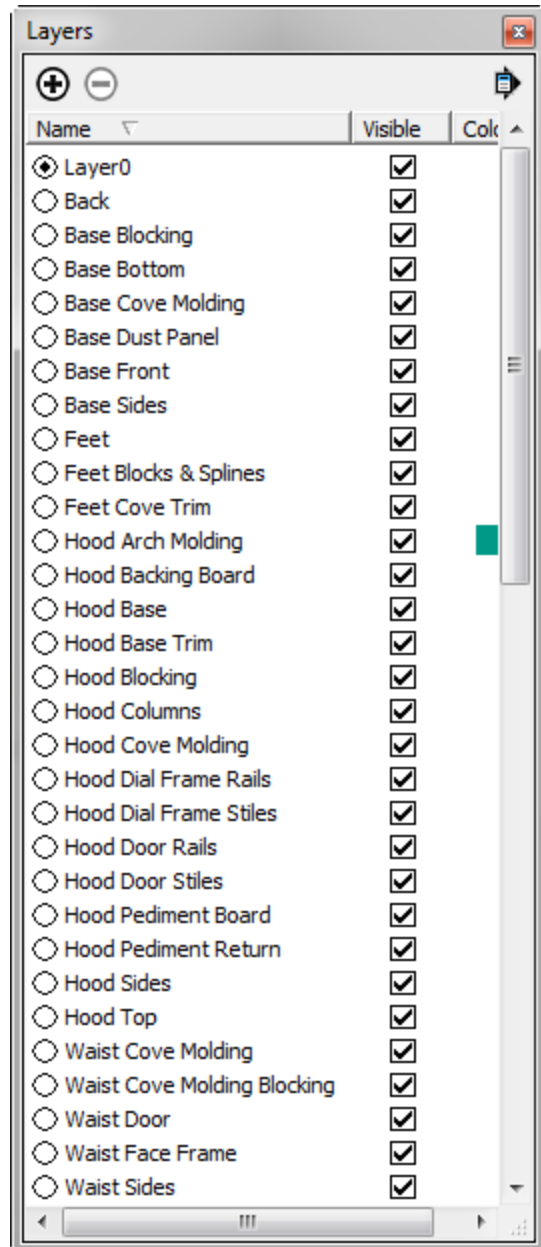 Layers
Name Visible Colo
Layer0
Back
Base Blocking
Base Bottom
Base Cove Molding
Base Dust Panel
Base Front
Base Sides
Feet
Feet Blocks & Splines
Feet Cove Trim
Hood Arch Molding
Hood Backing Board
Hood Base
Hood Base Trim
Hood Blocking
Hood Columns
Hood Cove Molding
Hood Dial Frame Rails
Hood Dial Frame Stiles
Hood Door Rails
Hood Door Stiles
Hood Pediment Board
Hood Pediment Return
Hood Sides
Hood Top
Waist Cove Molding
Waist Cove Molding Blocking
Waist Door
Waist Face Frame
Waist Sides